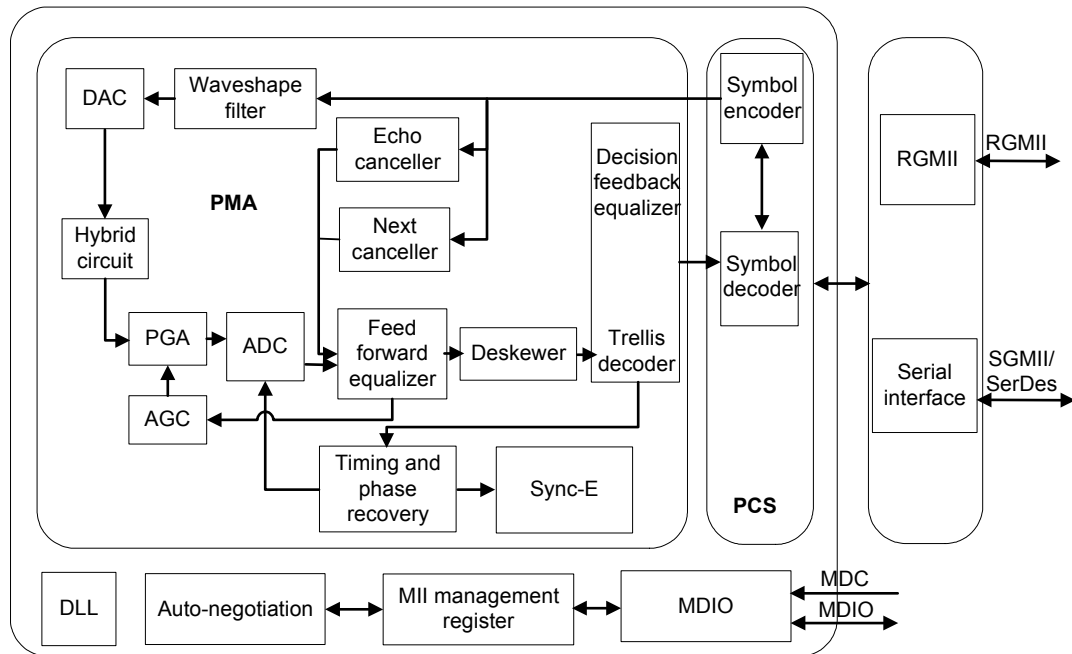 DAC
Waveshape
filter
Symbol
encoder
Echo
canceller
Decision
feedback
equalizer
RGMII
RGMII
PMA
Next
canceller
Hybrid
circuit
Symbol
decoder
PGA
ADC
Feed
forward
equalizer
Deskewer
Trellis
decoder
Serial
interface
SGMII/
SerDes
AGC
Timing and
phase
recovery
Sync-E
PCS
DLL
Auto-negotiation
MII management
register
MDIO
MDC
MDIO